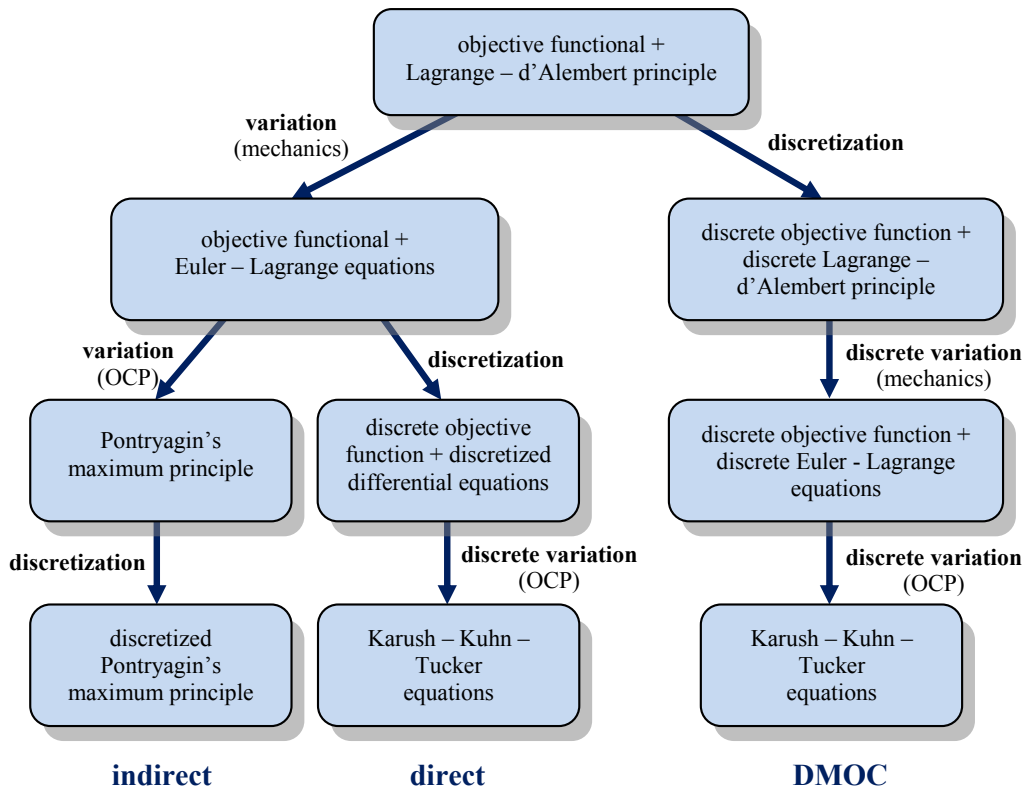 objective functional +
Lagrange – d'Alembert principle
variation
(mechanics)
discretization
objective functional +
Euler – Lagrange equations
discrete objective function +
discrete Lagrange –
d'Alembert principle
variation
(OCP)
discretization
discrete variation
(mechanics)
Pontryagin's
maximum principle
discrete objective
function + discretized
differential equations
discrete objective function +
discrete Euler - Lagrange
equations
discretization
discrete variation
(OCP)
discrete variation
(OCP)
discretized
Pontryagin's
maximum principle
Karush – Kuhn –
Tucker
equations
Karush – Kuhn –
Tucker
equations
indirect
direct
DMOC